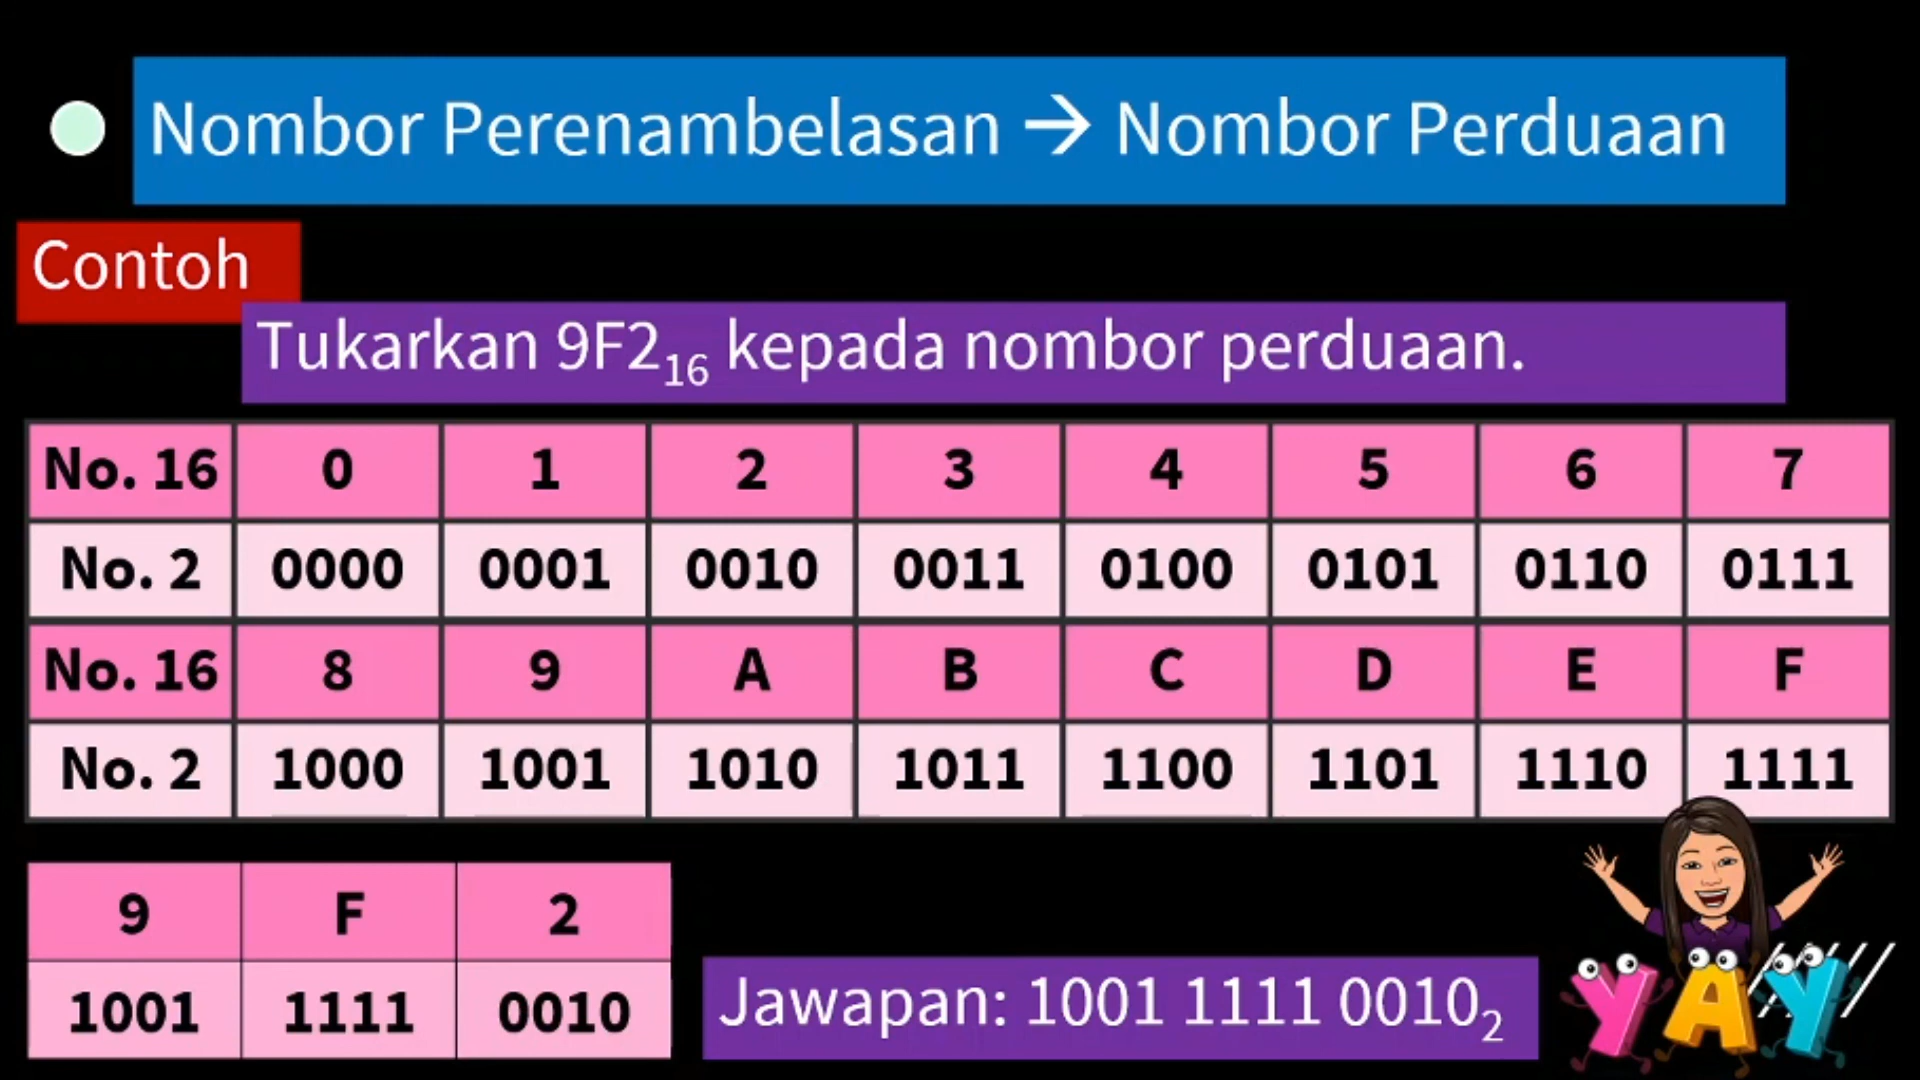 Nombor Perenambelasan → Nombor Perduaan
Contoh
Tukarkan 9F2₁₆ kepada nombor perduaan.
No. 16 0 1 2 3 4 5 6 7
No. 2 0000 0001 0010 0011 0100 0101 0110 0111
No. 16 8 9 A B C D E F
No. 2 1000 1001 1010 1011 1100 1101 1110 1111
9 F 2
1001 1111 0010
Jawapan: 1001 1111 0010₂
YAY